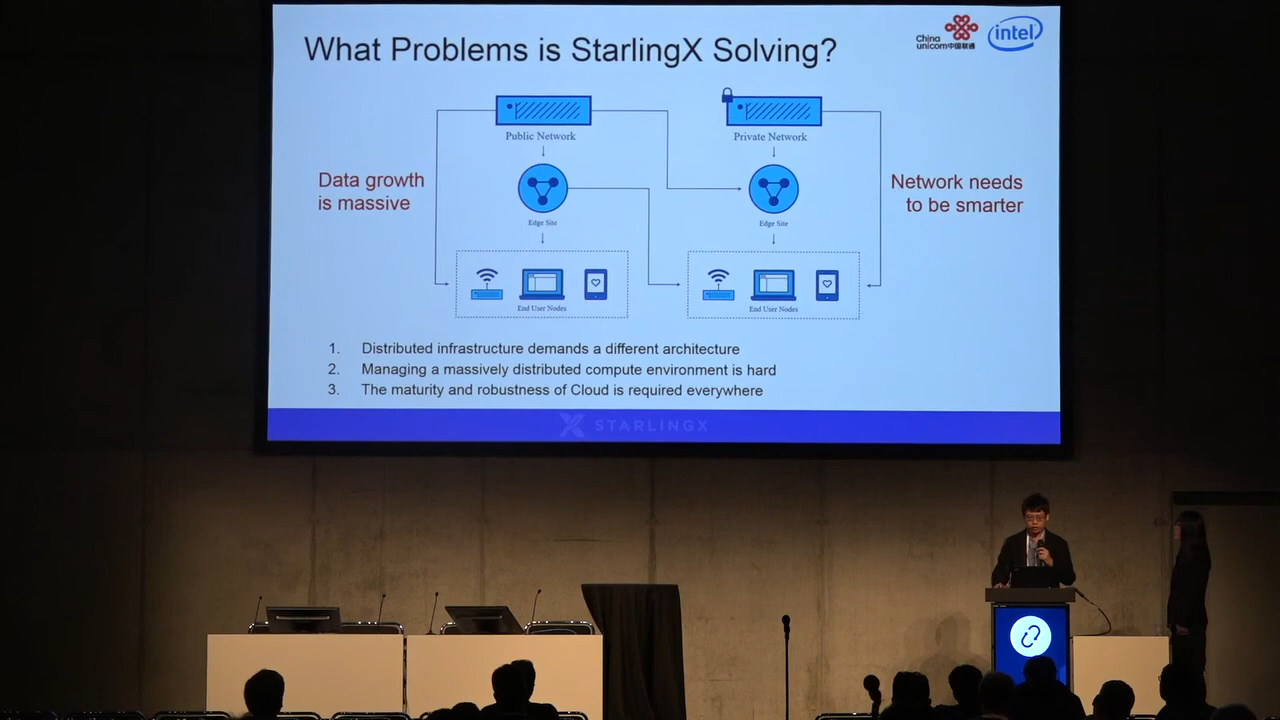 What Problems is StarlingX Solving?
China
unicom中国联通
intel
Public Network
Private Network
Data growth
is massive
Network needs
to be smarter
Edge Site
Edge Site
End User Nodes
End User Nodes
1. Distributed infrastructure demands a different architecture
2. Managing a massively distributed compute environment is hard
3. The maturity and robustness of Cloud is required everywhere
STARLINGX